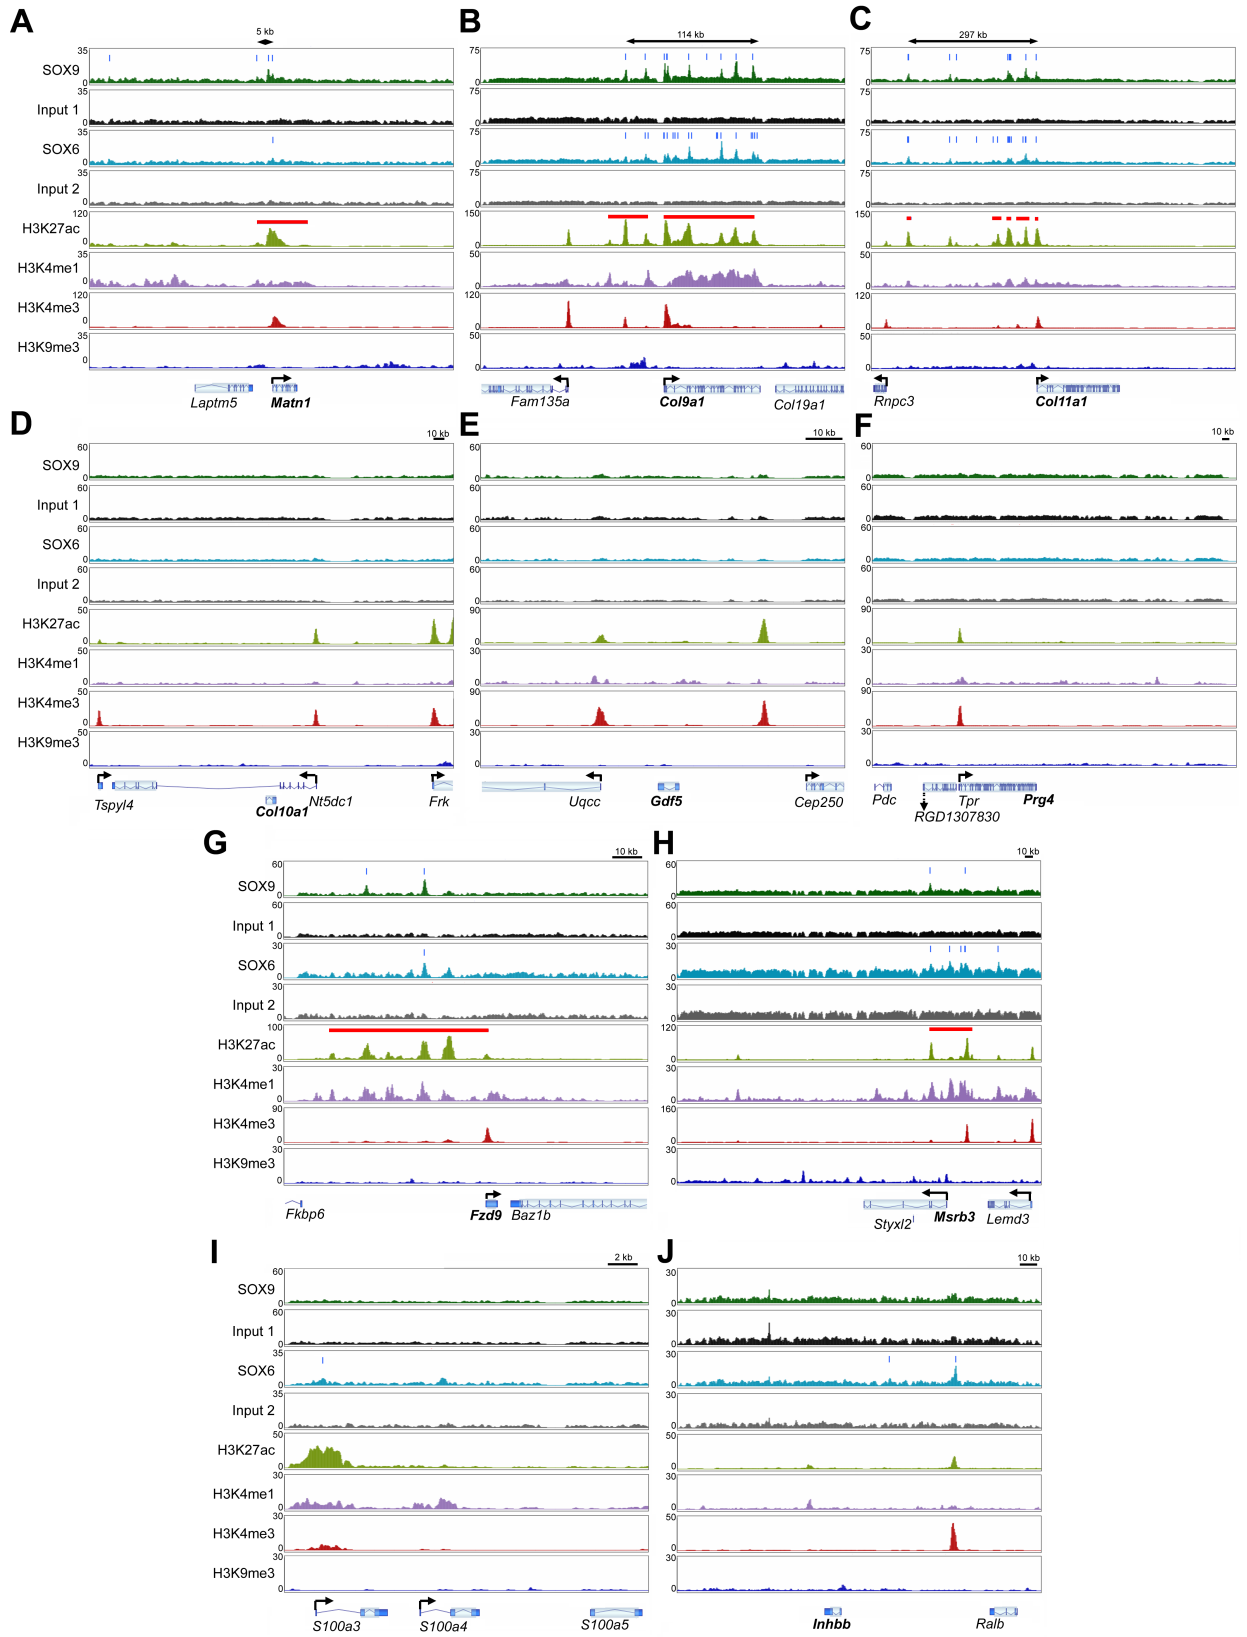 A
5 kb
SOX9
35
0
Input 1
35
0
SOX6
35
0
Input 2
35
0
H3K27ac
120
0
H3K4me1
35
0
H3K4me3
120
0
H3K9me3
35
0
Laptm5
Matn1
B
114 kb
75
0
75
0
75
0
75
0
150
0
50
0
120
0
50
0
Fam135a
Col9a1
Col19a1
C
297 kb
75
0
75
0
75
0
75
0
150
0
50
0
120
0
50
0
Rnpc3
Col11a1
D
10 kb
SOX9
60
0
Input 1
60
0
SOX6
60
0
Input 2
60
0
H3K27ac
50
0
H3K4me1
50
0
H3K4me3
50
0
H3K9me3
50
0
Tspyl4
Col10a1
Nt5dc1
Frk
E
10 kb
60
0
60
0
60
0
60
0
90
0
30
0
90
0
30
0
Uqcc
Gdf5
Cep250
F
10 kb
60
0
60
0
60
0
60
0
90
0
30
0
90
0
30
0
Pdc
RGD1307830
Tpr
Prg4
G
10 kb
SOX9
60
0
Input 1
60
0
SOX6
30
0
Input 2
30
0
H3K27ac
100
0
H3K4me1
30
0
H3K4me3
90
0
H3K9me3
30
0
Fkbp6
Fzd9
Baz1b
H
10 kb
60
0
60
0
30
0
30
0
120
0
30
0
160
0
30
0
Styxl2l
Msrb3
Lemd3
I
2 kb
SOX9
60
0
Input 1
60
0
SOX6
35
0
Input 2
35
0
H3K27ac
50
0
H3K4me1
30
0
H3K4me3
30
0
H3K9me3
30
0
S100a3
S100a4
S100a5
J
10 kb
30
0
30
0
30
0
30
0
50
0
30
0
50
0
30
0
Inhbb
Ralb